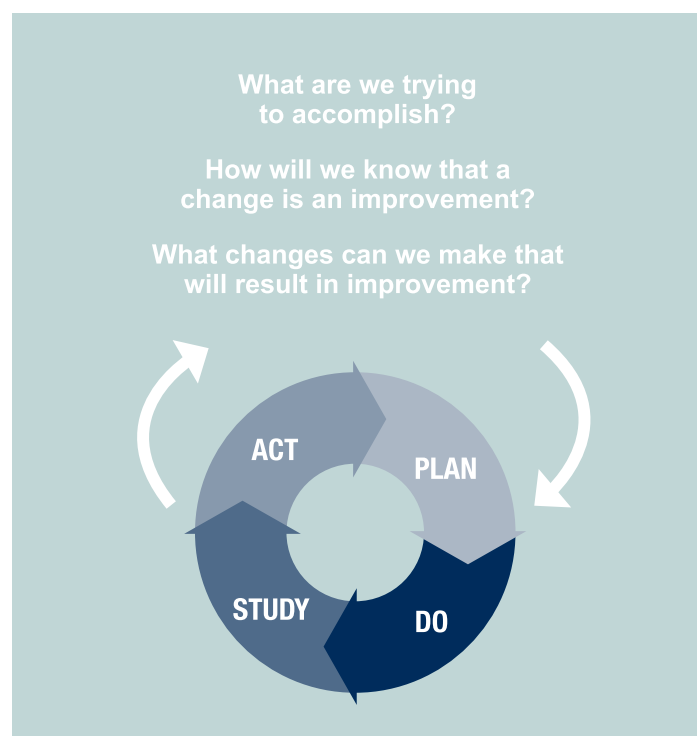 What are we trying
to accomplish?
How will we know that a
change is an improvement?
What changes can we make that
will result in improvement?
ACT
PLAN
STUDY
DO